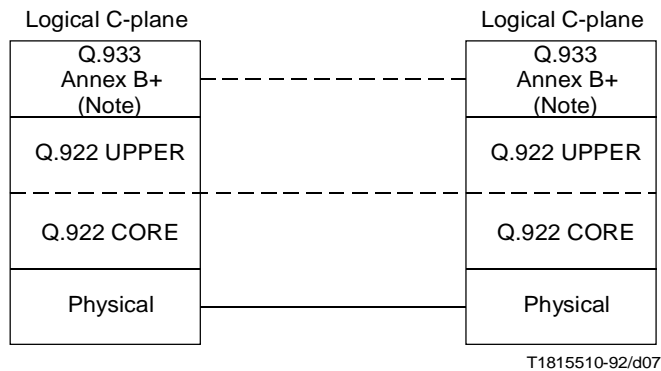 Logical C-plane
Q.933
Annex B+
(Note)
Q.922 UPPER
Q.922 CORE
Physical
Logical C-plane
Q.933
Annex B+
(Note)
Q.922 UPPER
Q.922 CORE
Physical
T1815510-92/d07